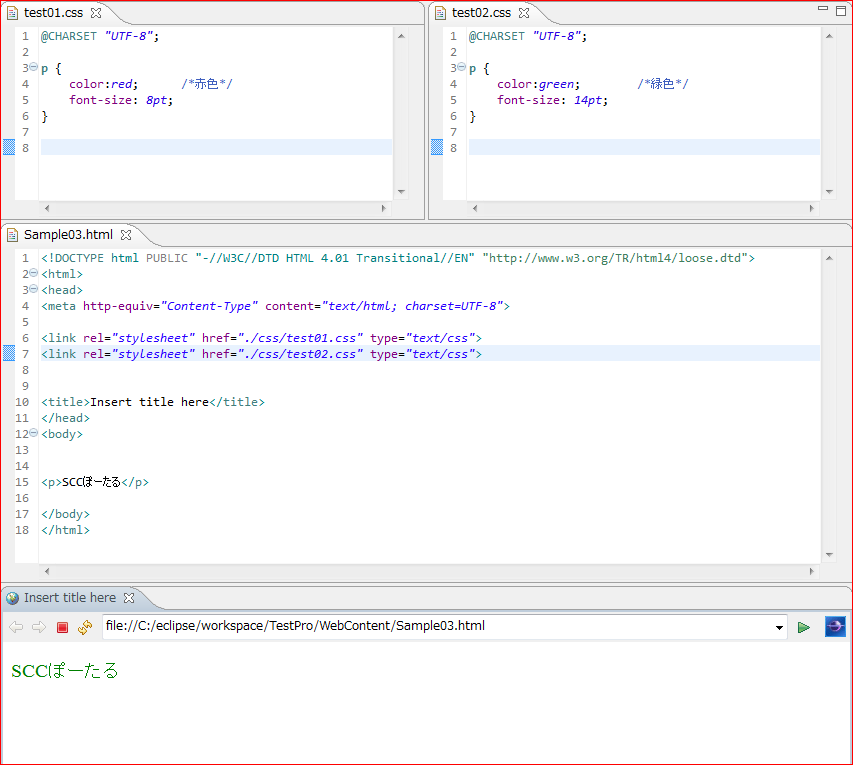 test01.css
1 @CHARSET "UTF-8";
2
3 p {
4 color:red; /*赤色*/
5 font-size: 8pt;
6 }
7
8
test02.css
1 @CHARSET "UTF-8";
2
3 p {
4 color:green; /*緑色*/
5 font-size: 14pt;
6 }
7
8
Sample03.html
1 <!DOCTYPE html PUBLIC "-//W3C//DTD HTML 4.01 Transitional//EN" "http://www.w3.org/TR/html4/loose.dtd">
2 <html>
3 <head>
4 <meta http-equiv="Content-Type" content="text/html; charset=UTF-8">
5
6 <link rel="stylesheet" href="./css/test01.css" type="text/css">
7 <link rel="stylesheet" href="./css/test02.css" type="text/css">
8
9
10 <title>Insert title here</title>
11 </head>
12 <body>
13
14
15 <p>SCCぽーたる</p>
16
17 </body>
18 </html>
Insert title here
file://C:/eclipse/workspace/TestPro/WebContent/Sample03.html
SCCぽーたる